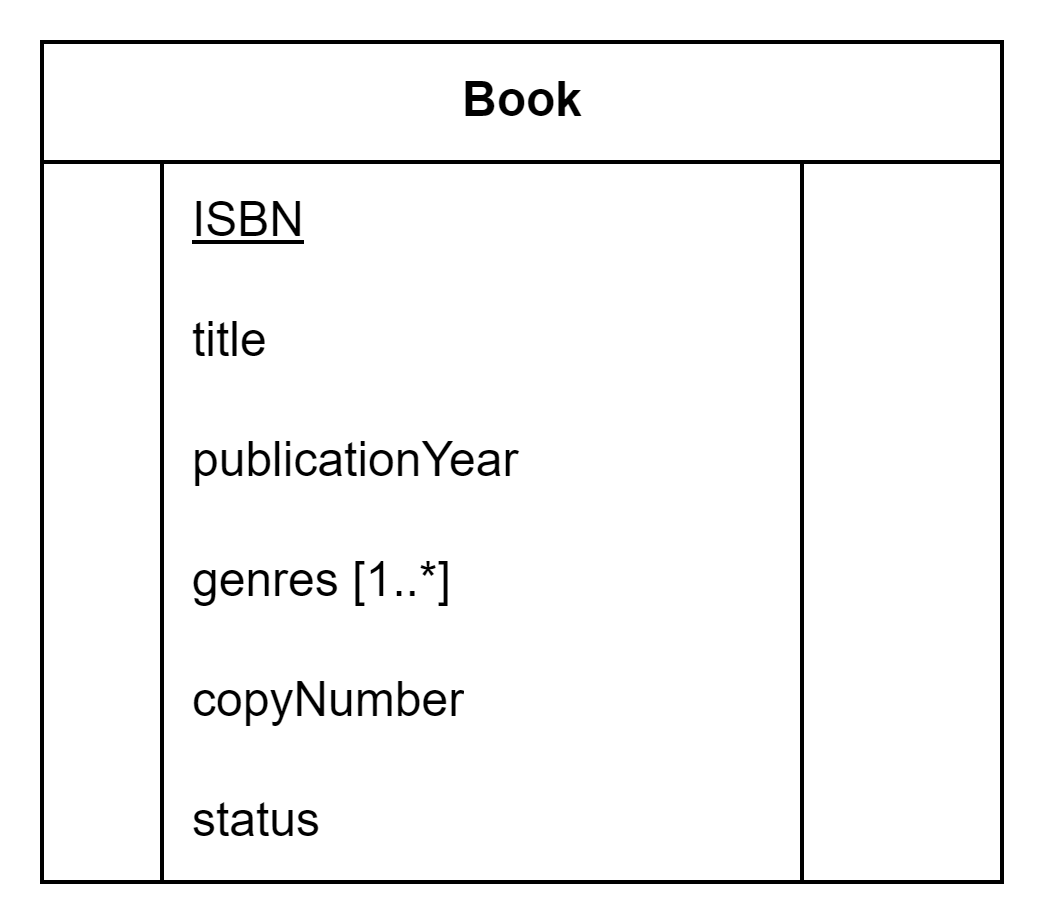 Book
ISBN
title
publicationYear
genres [1..*]
copyNumber
status